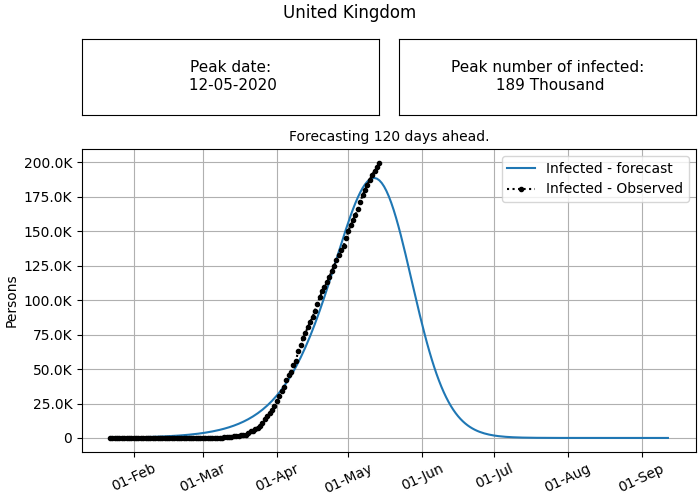 United Kingdom
Peak date:
12-05-2020
Peak number of infected:
189 Thousand
Forecasting 120 days ahead.
Infected - forecast
Infected - Observed
200.0K
175.0K
150.0K
125.0K
100.0K
75.0K
50.0K
25.0K
0
Persons
01-Feb
01-Mar
01-Apr
01-May
01-Jun
01-Jul
01-Aug
01-Sep